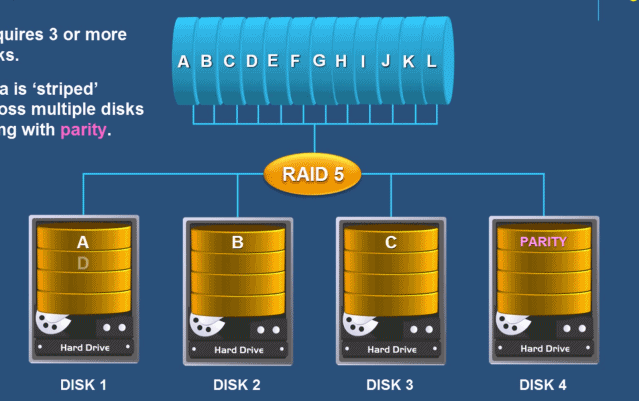 quires 3 or more
ks.
a is ‘striped’
oss multiple disks
ng with parity.
A B C D E F G H I J K L
RAID 5
A
D
B
C
PARITY
Hard Drive
Hard Drive
Hard Drive
Hard Drive
DISK 1
DISK 2
DISK 3
DISK 4